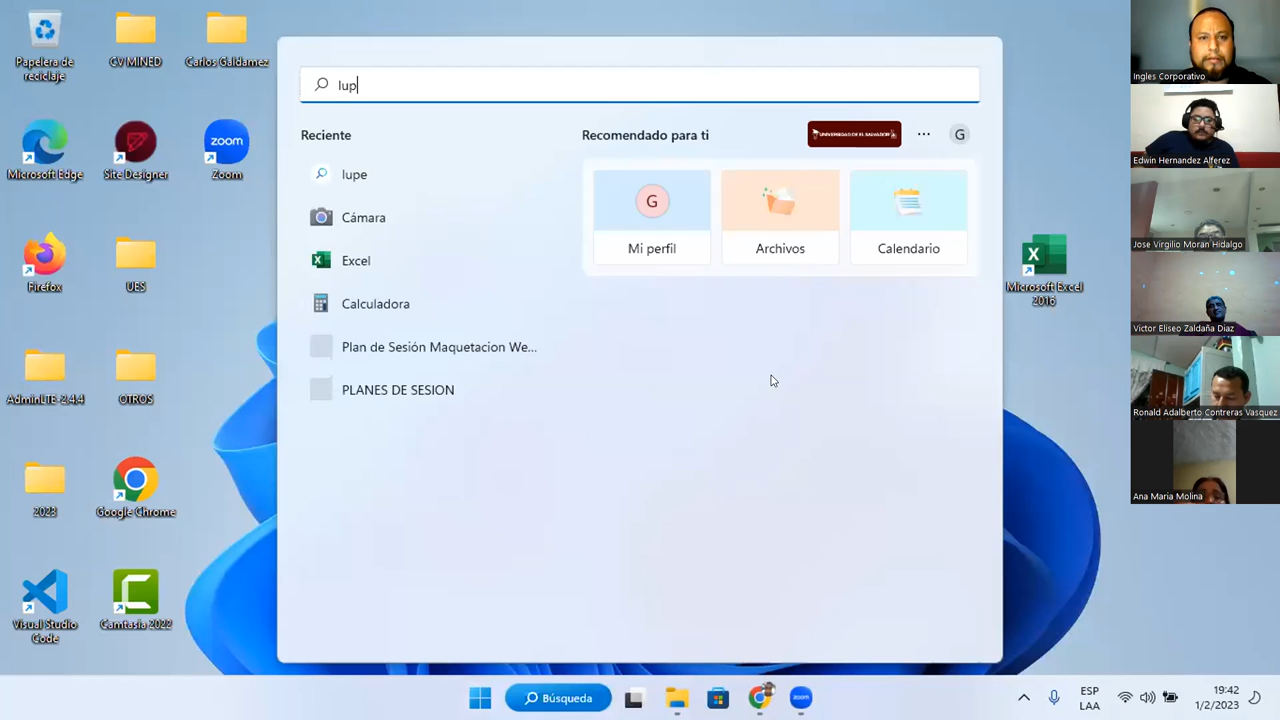 Papelera de
reciclaje
CV MINED
Carlos Galdamez
Microsoft Edge
Site Designer
Zoom
Firefox
UES
AdminLTE-2.4.4
OTROS
2023
Google Chrome
Visual Studio
Code
Camtasia 2022
lup
Reciente
lupe
Cámara
Excel
Calculadora
Plan de Sesión Maquetacion We...
PLANES DE SESION
Recomendado para ti
UNIVERSIDAD DE EL SALVADOR
G
G
Mi perfil
Archivos
Calendario
Microsoft Excel
2016
Ingles Corporativo
Edwin Hernandez Alferez
Jose Virgilio Moran Hidalgo
Victor Eliseo Zaldaña Diaz
Ronald Adalberto Contreras Vasquez
Ana Maria Molina
Búsqueda
zoom
ESP
LAA
19:42
1/2/2023